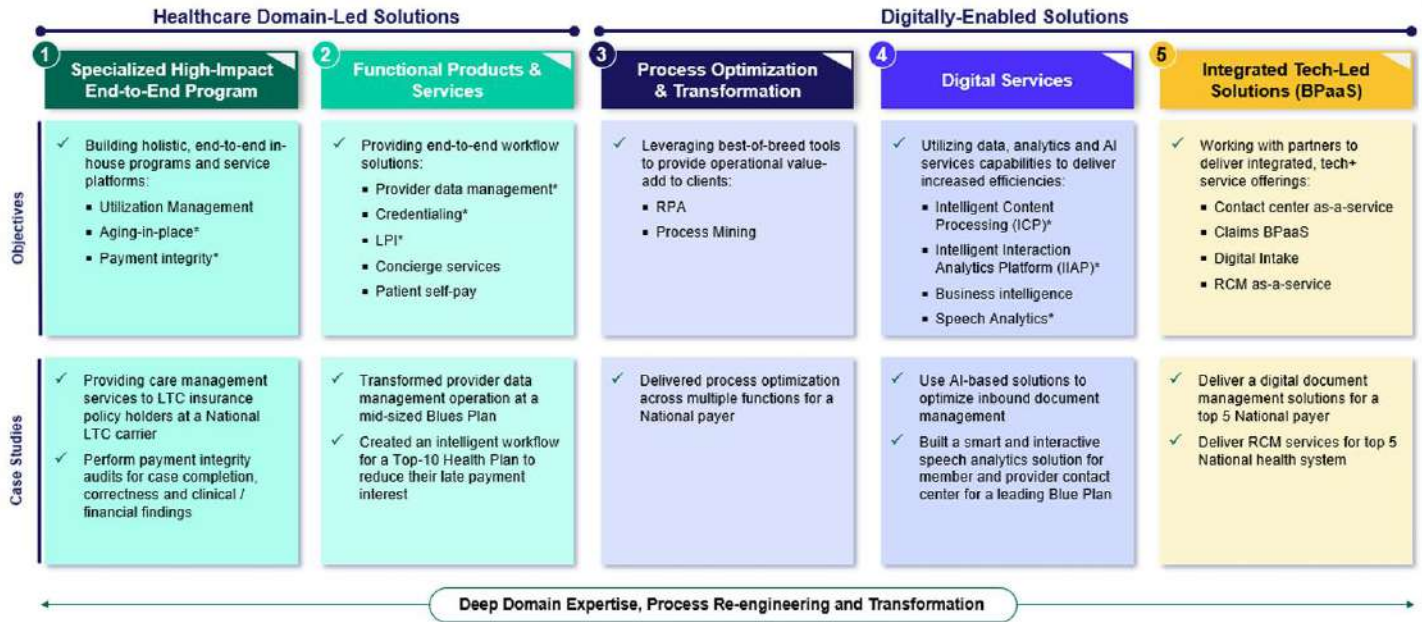 Healthcare Domain-Led Solutions
Digitally-Enabled Solutions
1
Specialized High-Impact
End-to-End Program
2
Functional Products &
Services
3
Process Optimization
& Transformation
4
Digital Services
5
Integrated Tech-Led
Solutions (BPaaS)
Objectives
✓ Building holistic, end-to-end in-
house programs and service
platforms:
▪ Utilization Management
▪ Aging-in-place*
▪ Payment integrity*
✓ Providing end-to-end workflow
solutions:
▪ Provider data management*
▪ Credentialing*
▪ LPI*
▪ Concierge services
▪ Patient self-pay
✓ Leveraging best-of-breed tools
to provide operational value-
add to clients:
▪ RPA
▪ Process Mining
✓ Utilizing data, analytics and AI
services capabilities to deliver
increased efficiencies:
▪ Intelligent Content
Processing (ICP)*
▪ Intelligent Interaction
Analytics Platform (IIAP)*
▪ Business intelligence
▪ Speech Analytics*
✓ Working with partners to
deliver integrated, tech+
service offerings:
▪ Contact center as-a-service
▪ Claims BPaaS
▪ Digital Intake
▪ RCM as-a-service
Case Studies
✓ Providing care management
services to LTC insurance
policy holders at a National
LTC carrier
✓ Perform payment integrity
audits for case completion,
correctness and clinical /
financial findings
✓ Transformed provider data
management operation at a
mid-sized Blues Plan
✓ Created an intelligent workflow
for a Top-10 Health Plan to
reduce their late payment
interest
✓ Delivered process optimization
across multiple functions for a
National payer
✓ Use AI-based solutions to
optimize inbound document
management
✓ Built a smart and interactive
speech analytics solution for
member and provider contact
center for a leading Blue Plan
✓ Deliver a digital document
management solutions for a
top 5 National payer
✓ Deliver RCM services for top 5
National health system
Deep Domain Expertise, Process Re-engineering and Transformation